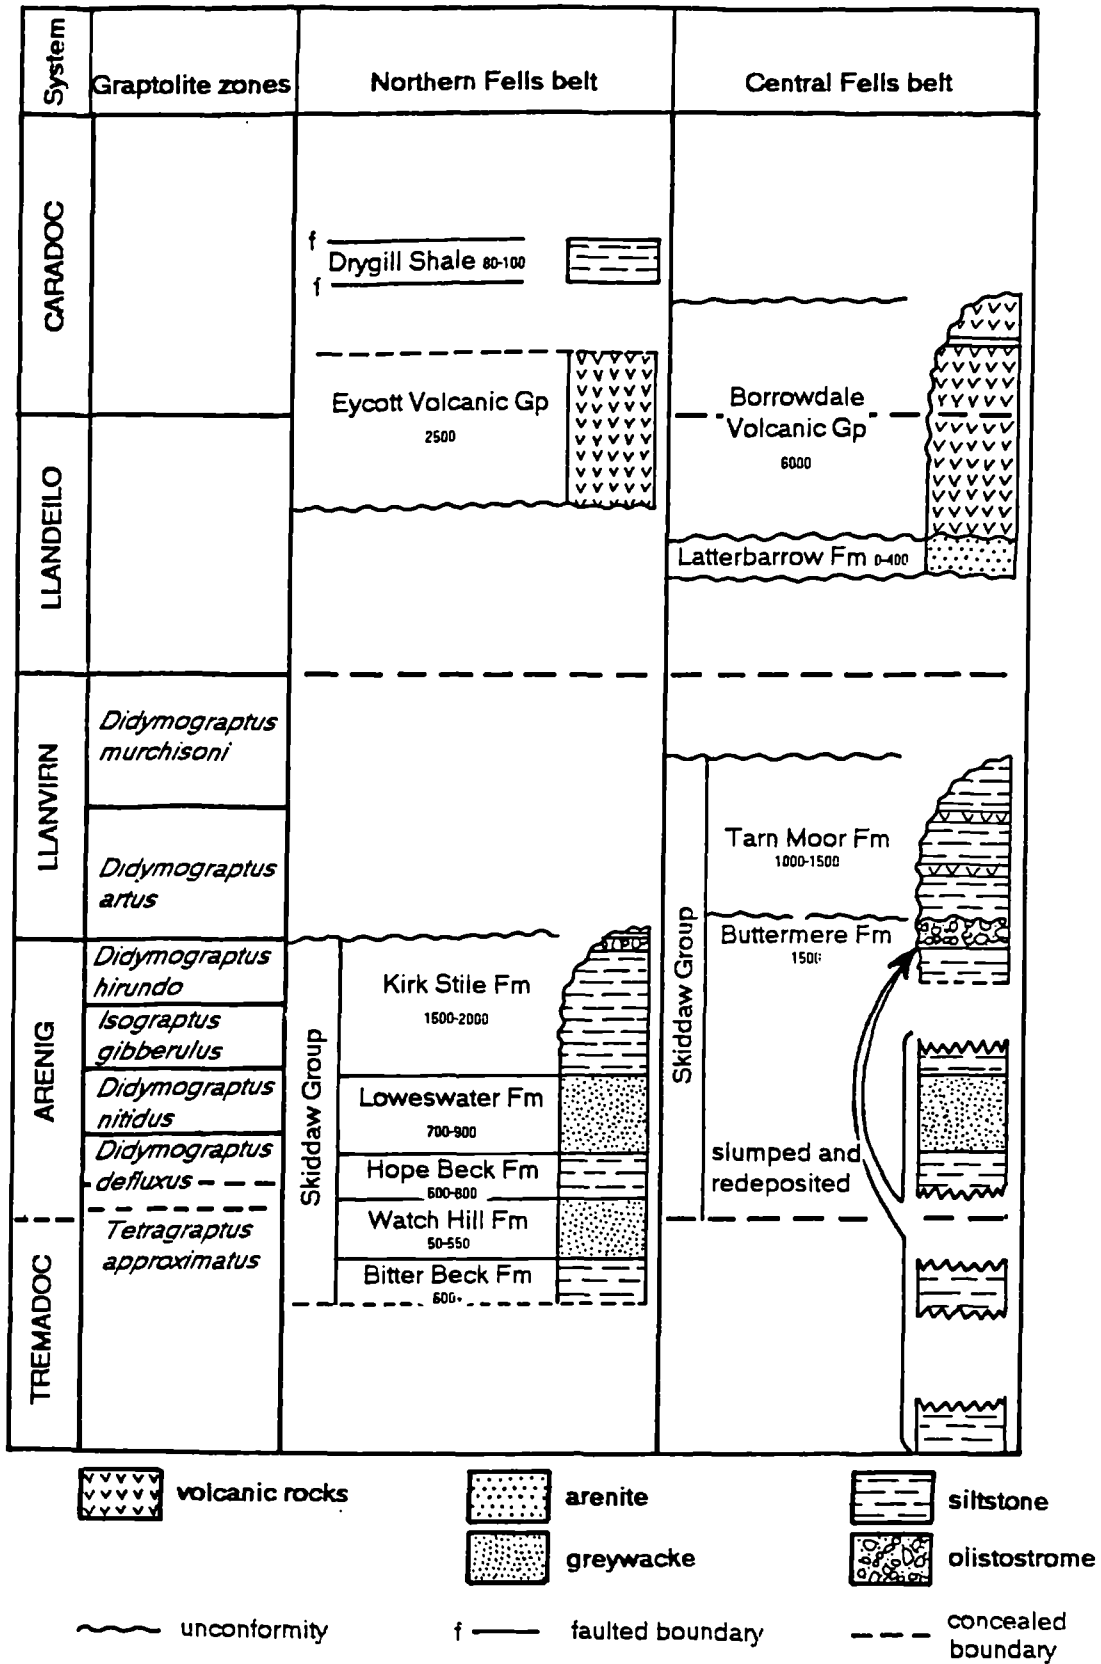 System
Graptolite zones
Northern Fells belt
Central Fells belt
CARADOC
LLANDEILO
LLANVIRN
ARENIG
TREMADOC
Didymograptus
murchisoni
Didymograptus
artus
Didymograptus
hirundo
Isograptus
gibberulus
Didymograptus
nitidus
Didymograptus
defluxus
Tetragraptus
approximatus
f
Drygill Shale 80-100
f
Eycott Volcanic Gp
2500
Skiddaw Group
Kirk Stile Fm
1500-2000
Loweswater Fm
700-900
Hope Beck Fm
600-800
Watch Hill Fm
50-550
Bitter Beck Fm
600+
Borrowdale
Volcanic Gp
6000
Latterbarrow Fm 0-400
Skiddaw Group
Tarn Moor Fm
1000-1500
Buttermere Fm
slumped and
redeposited
volcanic rocks
arenite
siltstone
greywacke
olistostrome
unconformity
f
faulted boundary
concealed
boundary